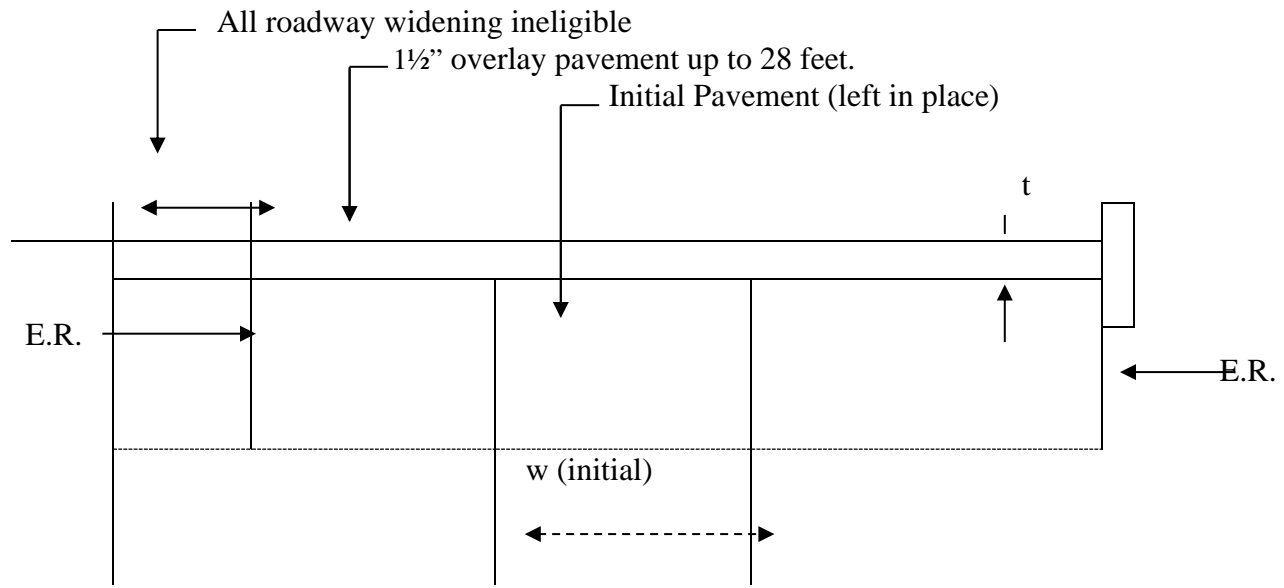 All roadway widening ineligible
1½” overlay pavement up to 28 feet.
Initial Pavement (left in place)
t
E.R.
E.R.
w (initial)